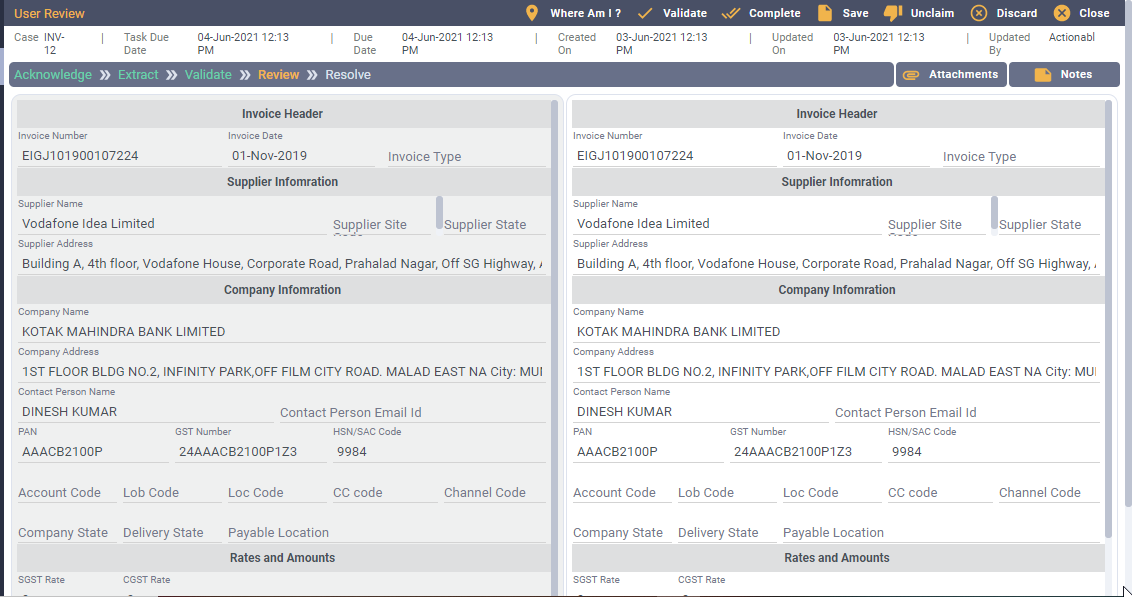 User Review
Where Am I ?
Validate
Complete
Save
Unclaim
Discard
Close
Case INV-12 | Task Due Date 04-Jun-2021 12:13 PM | Due Date 04-Jun-2021 12:13 PM | Created On 03-Jun-2021 12:13 PM | Updated On 03-Jun-2021 12:13 PM | Updated By Actionabl
Acknowledge » Extract » Validate » Review » Resolve
Attachments
Notes
Invoice Header
Invoice Number Invoice Date
EIGJ101900107224 01-Nov-2019 Invoice Type
Supplier Infomration
Supplier Name
Vodafone Idea Limited Supplier Site Code Supplier State
Supplier Address
Building A, 4th floor, Vodafone House, Corporate Road, Prahalad Nagar, Off SG Highway,
Company Infomration
Company Name
KOTAK MAHINDRA BANK LIMITED
Company Address
1ST FLOOR BLDG NO.2, INFINITY PARK,OFF FILM CITY ROAD. MALAD EAST NA City:
Contact Person Name
DINESH KUMAR Contact Person Email Id
PAN GST Number HSN/SAC Code
AAACB2100P 24AAACB2100P1Z3 9984
Account Code Lob Code Loc Code CC code Channel Code
Company State Delivery State Payable Location
Rates and Amounts
SGST Rate CGST Rate
Invoice Header
Invoice Number Invoice Date
EIGJ101900107224 01-Nov-2019 Invoice Type
Supplier Infomration
Supplier Name
Vodafone Idea Limited Supplier Site Code Supplier State
Supplier Address
Building A, 4th floor, Vodafone House, Corporate Road, Prahalad Nagar, Off SG Highway,
Company Infomration
Company Name
KOTAK MAHINDRA BANK LIMITED
Company Address
1ST FLOOR BLDG NO.2, INFINITY PARK,OFF FILM CITY ROAD. MALAD EAST NA City:
Contact Person Name
DINESH KUMAR Contact Person Email Id
PAN GST Number HSN/SAC Code
AAACB2100P 24AAACB2100P1Z3 9984
Account Code Lob Code Loc Code CC code Channel Code
Company State Delivery State Payable Location
Rates and Amounts
SGST Rate CGST Rate